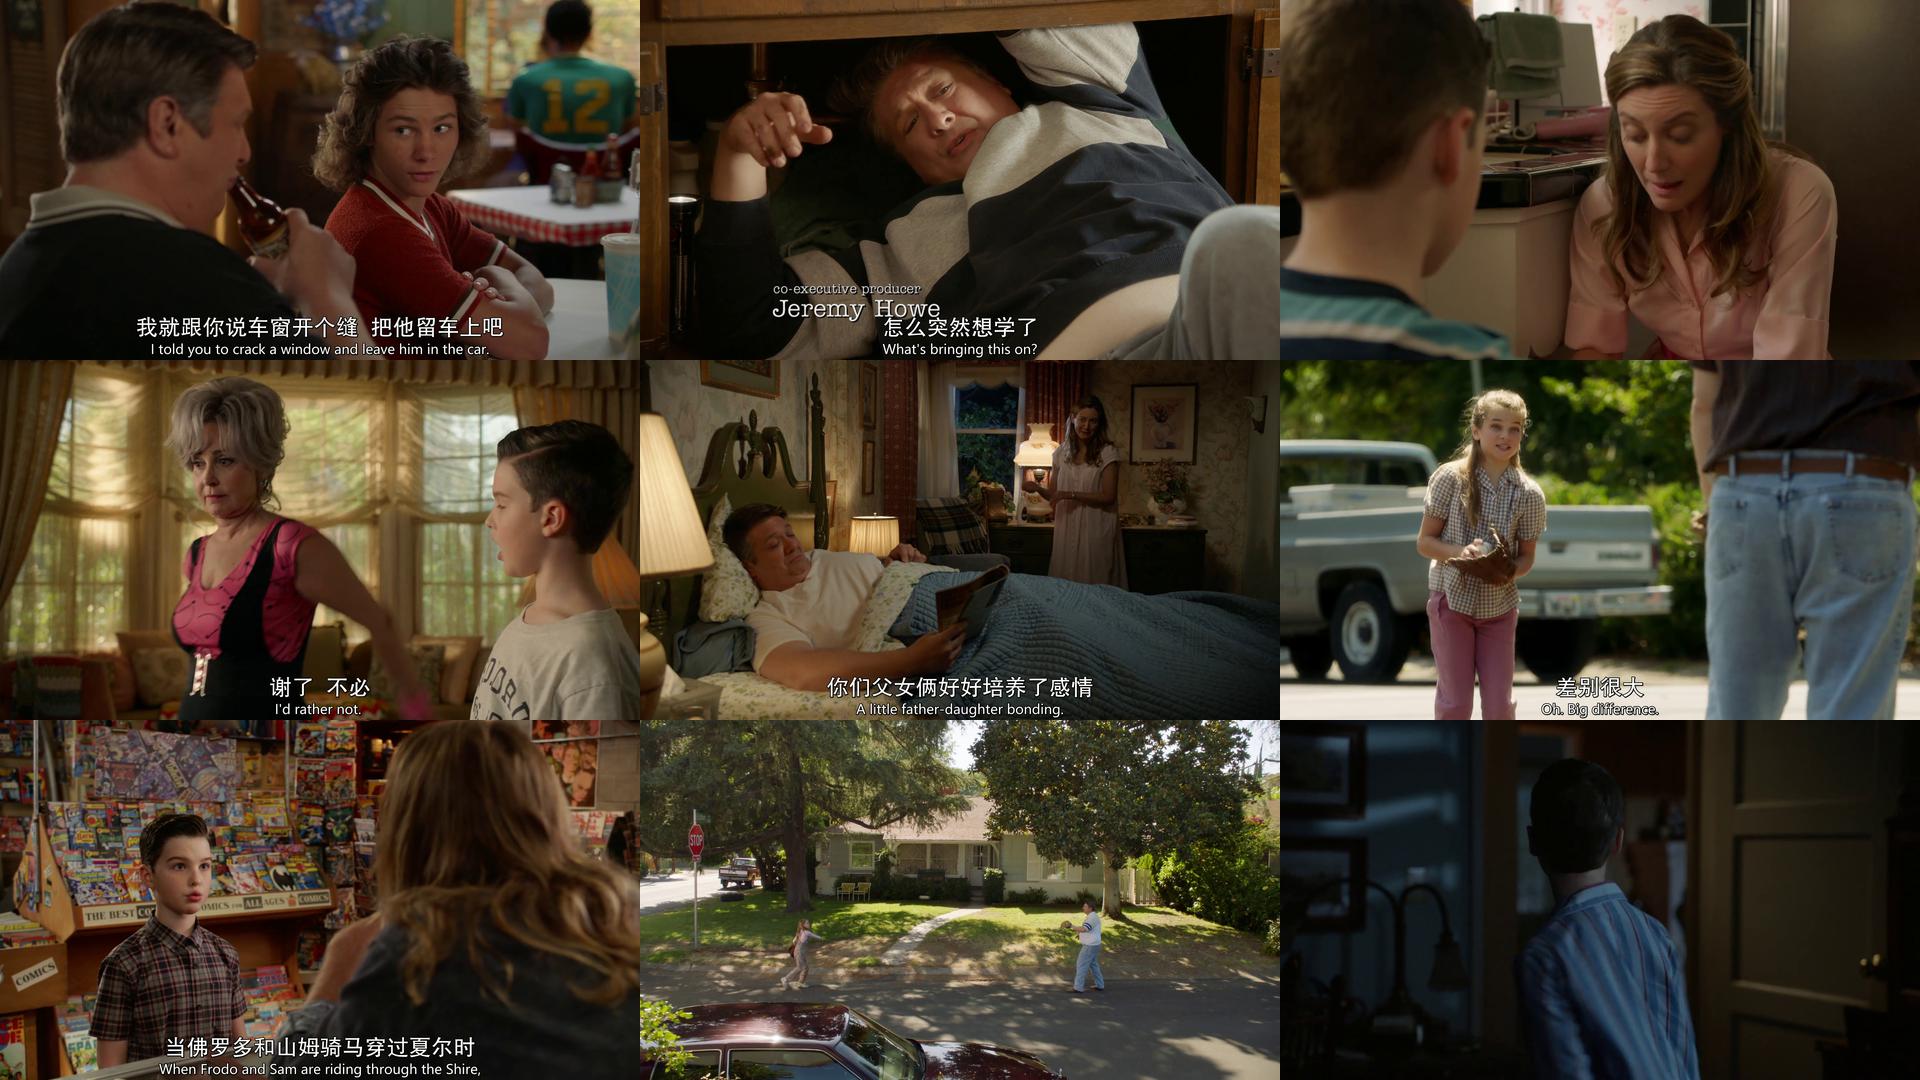 12
我就跟你说车窗开个缝 把他留车上吧
I told you to crack a window and leave him in the car.
co-executive producer
Jeremy Howe
怎么突然想学了
What's bringing this on?
谢了 不必
I'd rather not.
你们父女俩好好培养了感情
A little father-daughter bonding.
差别很大
Oh. Big difference.
THE BEST
COMICS FOR ALL AGES
COMICS
COMICS
当佛罗多和山姆骑马穿过夏尔时
When Frodo and Sam are riding through the Shire,
STOP